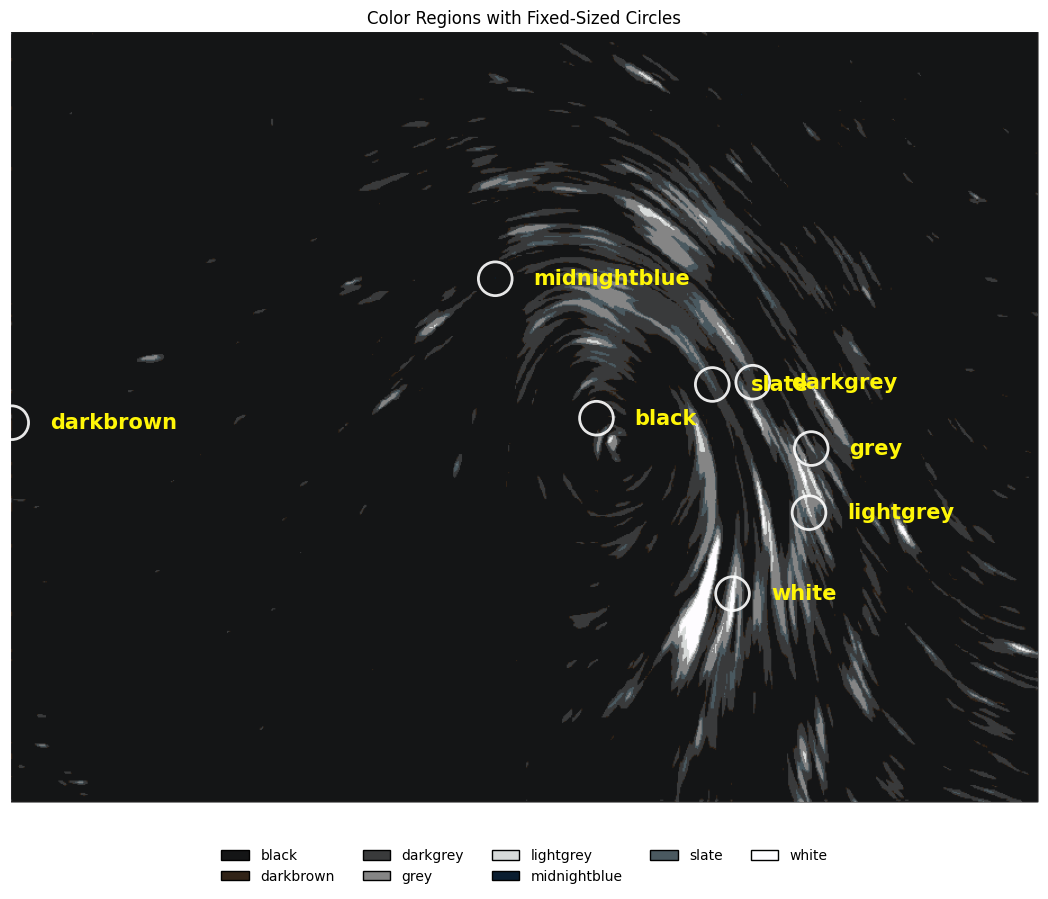 Color Regions with Fixed-Sized Circles
midnightblue
slate
darkgrey
black
darkbrown
grey
lightgrey
white
black
darkgrey
lightgrey
slate
white
darkbrown
grey
midnightblue